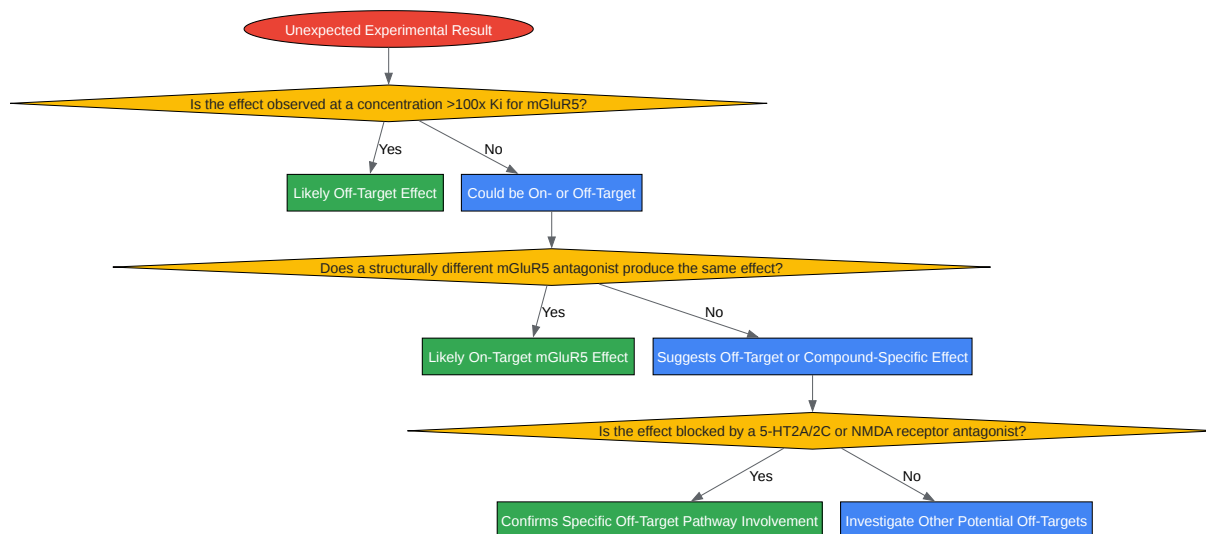 Unexpected Experimental Result
Is the effect observed at a concentration >100x Ki for mGluR5?
Yes
No
Likely Off-Target Effect
Could be On- or Off-Target
Does a structurally different mGluR5 antagonist produce the same effect?
Yes
No
Likely On-Target mGluR5 Effect
Suggests Off-Target or Compound-Specific Effect
Is the effect blocked by a 5-HT2A/2C or NMDA receptor antagonist?
Yes
No
Confirms Specific Off-Target Pathway Involvement
Investigate Other Potential Off-Targets